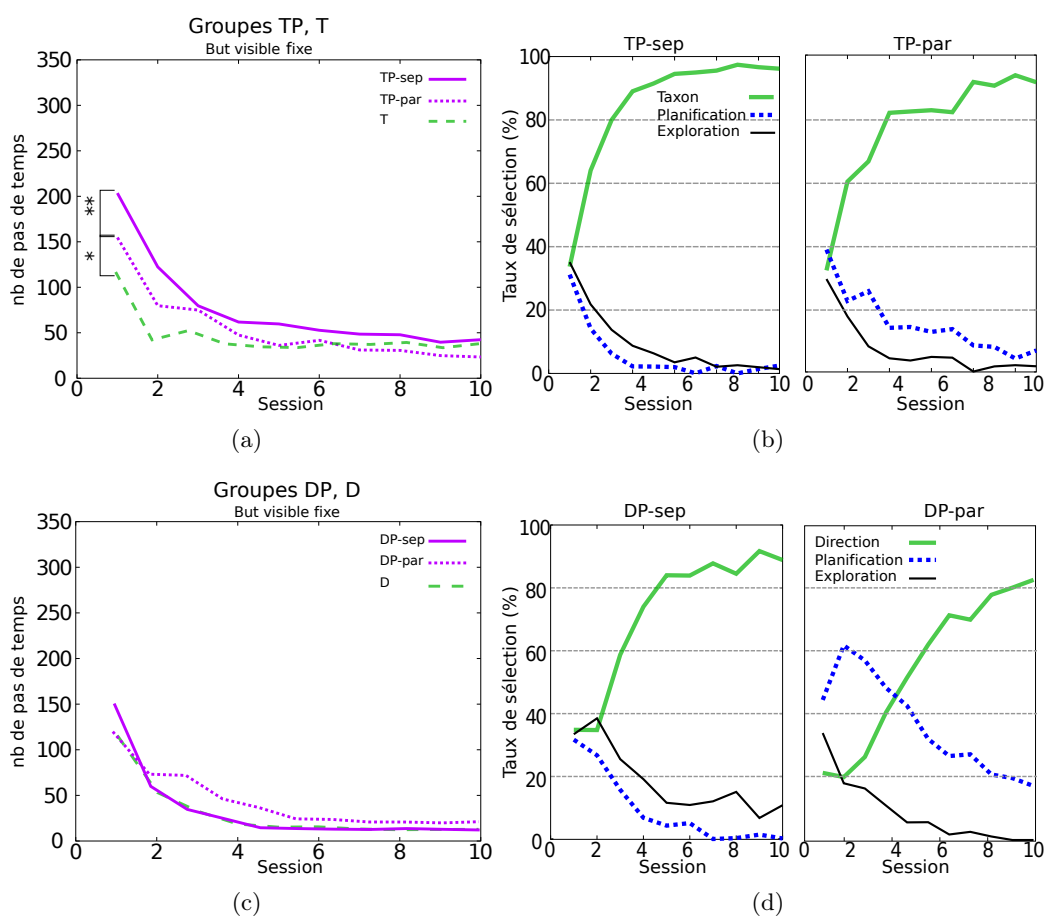 Groupes TP, T
But visible fixe
nb de pas de temps
350
300
250
200
150
100
50
0
**
*
TP-sep
TP-par
T
0 2 4 6 8 10
Session
(a)
TP-sep
TP-par
Taux de sélection (%)
100
80
60
40
20
0
Taxon
Planification
Exploration
0 2 4 6 8 10
Session
0 2 4 6 8 10
Session
(b)
Groupes DP, D
But visible fixe
nb de pas de temps
350
300
250
200
150
100
50
0
DP-sep
DP-par
D
0 2 4 6 8 10
Session
(c)
DP-sep
DP-par
Taux de sélection (%)
100
80
60
40
20
0
Direction
Planification
Exploration
0 2 4 6 8 10
Session
0 2 4 6 8 10
Session
(d)